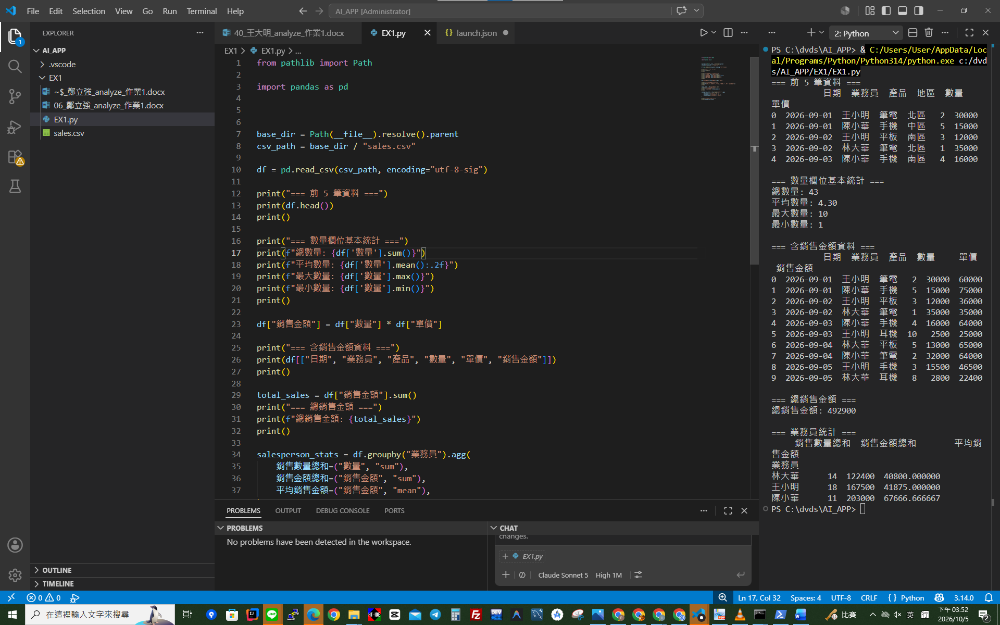 File Edit Selection View Go Run Terminal Help
AI_APP [Administrator]
EXPLORER
AI_APP
.vscode
EX1
~$_鄭立強_analyze_作業1.docx
06_鄭立強_analyze_作業1.docx
EX1.py
sales.csv
OUTLINE
TIMELINE
40_王大明_analyze_作業1.docx
EX1.py
launch.json
EX1 > EX1.py > ...
1 from pathlib import Path
2
3 import pandas as pd
4
5
6
7 base_dir = Path(__file__).resolve().parent
8 csv_path = base_dir / "sales.csv"
9
10 df = pd.read_csv(csv_path, encoding="utf-8-sig")
11
12 print("=== 前 5 筆資料 ===")
13 print(df.head())
14 print()
15
16 print("=== 數量欄位基本統計 ===")
17 print(f"總數量: {df['數量'].sum()}")
18 print(f"平均數量: {df['數量'].mean():.2f}")
19 print(f"最大數量: {df['數量'].max()}")
20 print(f"最小數量: {df['數量'].min()}")
21 print()
22
23 df["銷售金額"] = df["數量"] * df["單價"]
24
25 print("=== 含銷售金額資料 ===")
26 print(df[["日期", "業務員", "產品", "數量", "單價", "銷售金額"]])
27 print()
28
29 total_sales = df["銷售金額"].sum()
30 print("=== 總銷售金額 ===")
31 print(f"總銷售金額: {total_sales}")
32 print()
33
34 salesperson_stats = df.groupby("業務員").agg(
35 銷售數量總和=("數量", "sum"),
36 銷售金額總和=("銷售金額", "sum"),
37 平均銷售金額=("銷售金額", "mean"),
PROBLEMS OUTPUT DEBUG CONSOLE PORTS
PROBLEMS
No problems have been detected in the workspace.
CHAT
changes.
EX1.py
Claude Sonnet 5 High 1M
2: Python
PS C:\dvds\AI_APP> & C:/Users/User/AppData/Loc
al/Programs/Python/Python314/python.exe c:/dvd
s/AI_APP/EX1/EX1.py
=== 前 5 筆資料 ===
日期 業務員 產品 地區 數量
單價
0 2026-09-01 王小明 筆電 北區 2 30000
1 2026-09-01 陳小華 手機 中區 5 15000
2 2026-09-02 王小明 平板 南區 3 12000
3 2026-09-02 林大華 筆電 北區 1 35000
4 2026-09-03 陳小華 手機 南區 4 16000
=== 數量欄位基本統計 ===
總數量: 43
平均數量: 4.30
最大數量: 10
最小數量: 1
=== 含銷售金額資料 ===
日期 業務員 產品 數量 單價
銷售金額
0 2026-09-01 王小明 筆電 2 30000 60000
1 2026-09-01 陳小華 手機 5 15000 75000
2 2026-09-02 王小明 平板 3 12000 36000
3 2026-09-02 林大華 筆電 1 35000 35000
4 2026-09-03 陳小華 手機 4 16000 64000
5 2026-09-03 王小明 耳機 10 2500 25000
6 2026-09-04 林大華 平板 5 13000 65000
7 2026-09-04 陳小華 筆電 2 32000 64000
8 2026-09-05 王小明 手機 3 15500 46500
9 2026-09-05 林大華 耳機 8 2800 22400
=== 總銷售金額 ===
總銷售金額: 492900
=== 業務員統計 ===
銷售數量總和 銷售金額總和 平均銷
售金額
業務員
林大華 14 122400 40800.000000
王小明 18 167500 41875.000000
陳小華 11 203000 67666.666667
PS C:\dvds\AI_APP>
0 0
Ln 17, Col 32 Spaces: 4 UTF-8 CRLF { } Python 3.14.0
在這裡輸入文字來搜尋
比賽
英
下午 03:52
2026/10/5
2